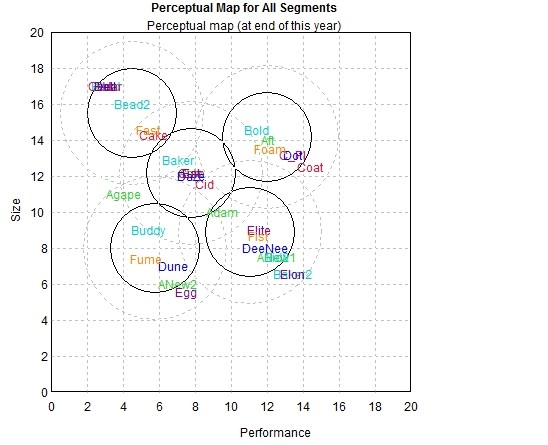 Perceptual Map for All Segments
Perceptual map (at end of this year)
20
18
16
14
12
10
8
6
4
2
0
Size
Bead2
Fast
Cake
Bold
Aft
Foam
Coat
Baker
Daze
Cid
Agape
Adam
Buddy
Elite
Fist
DeeNee
Fume
Dune
ANew2
Egg
0 2 4 6 8 10 12 14 16 18 20
Performance